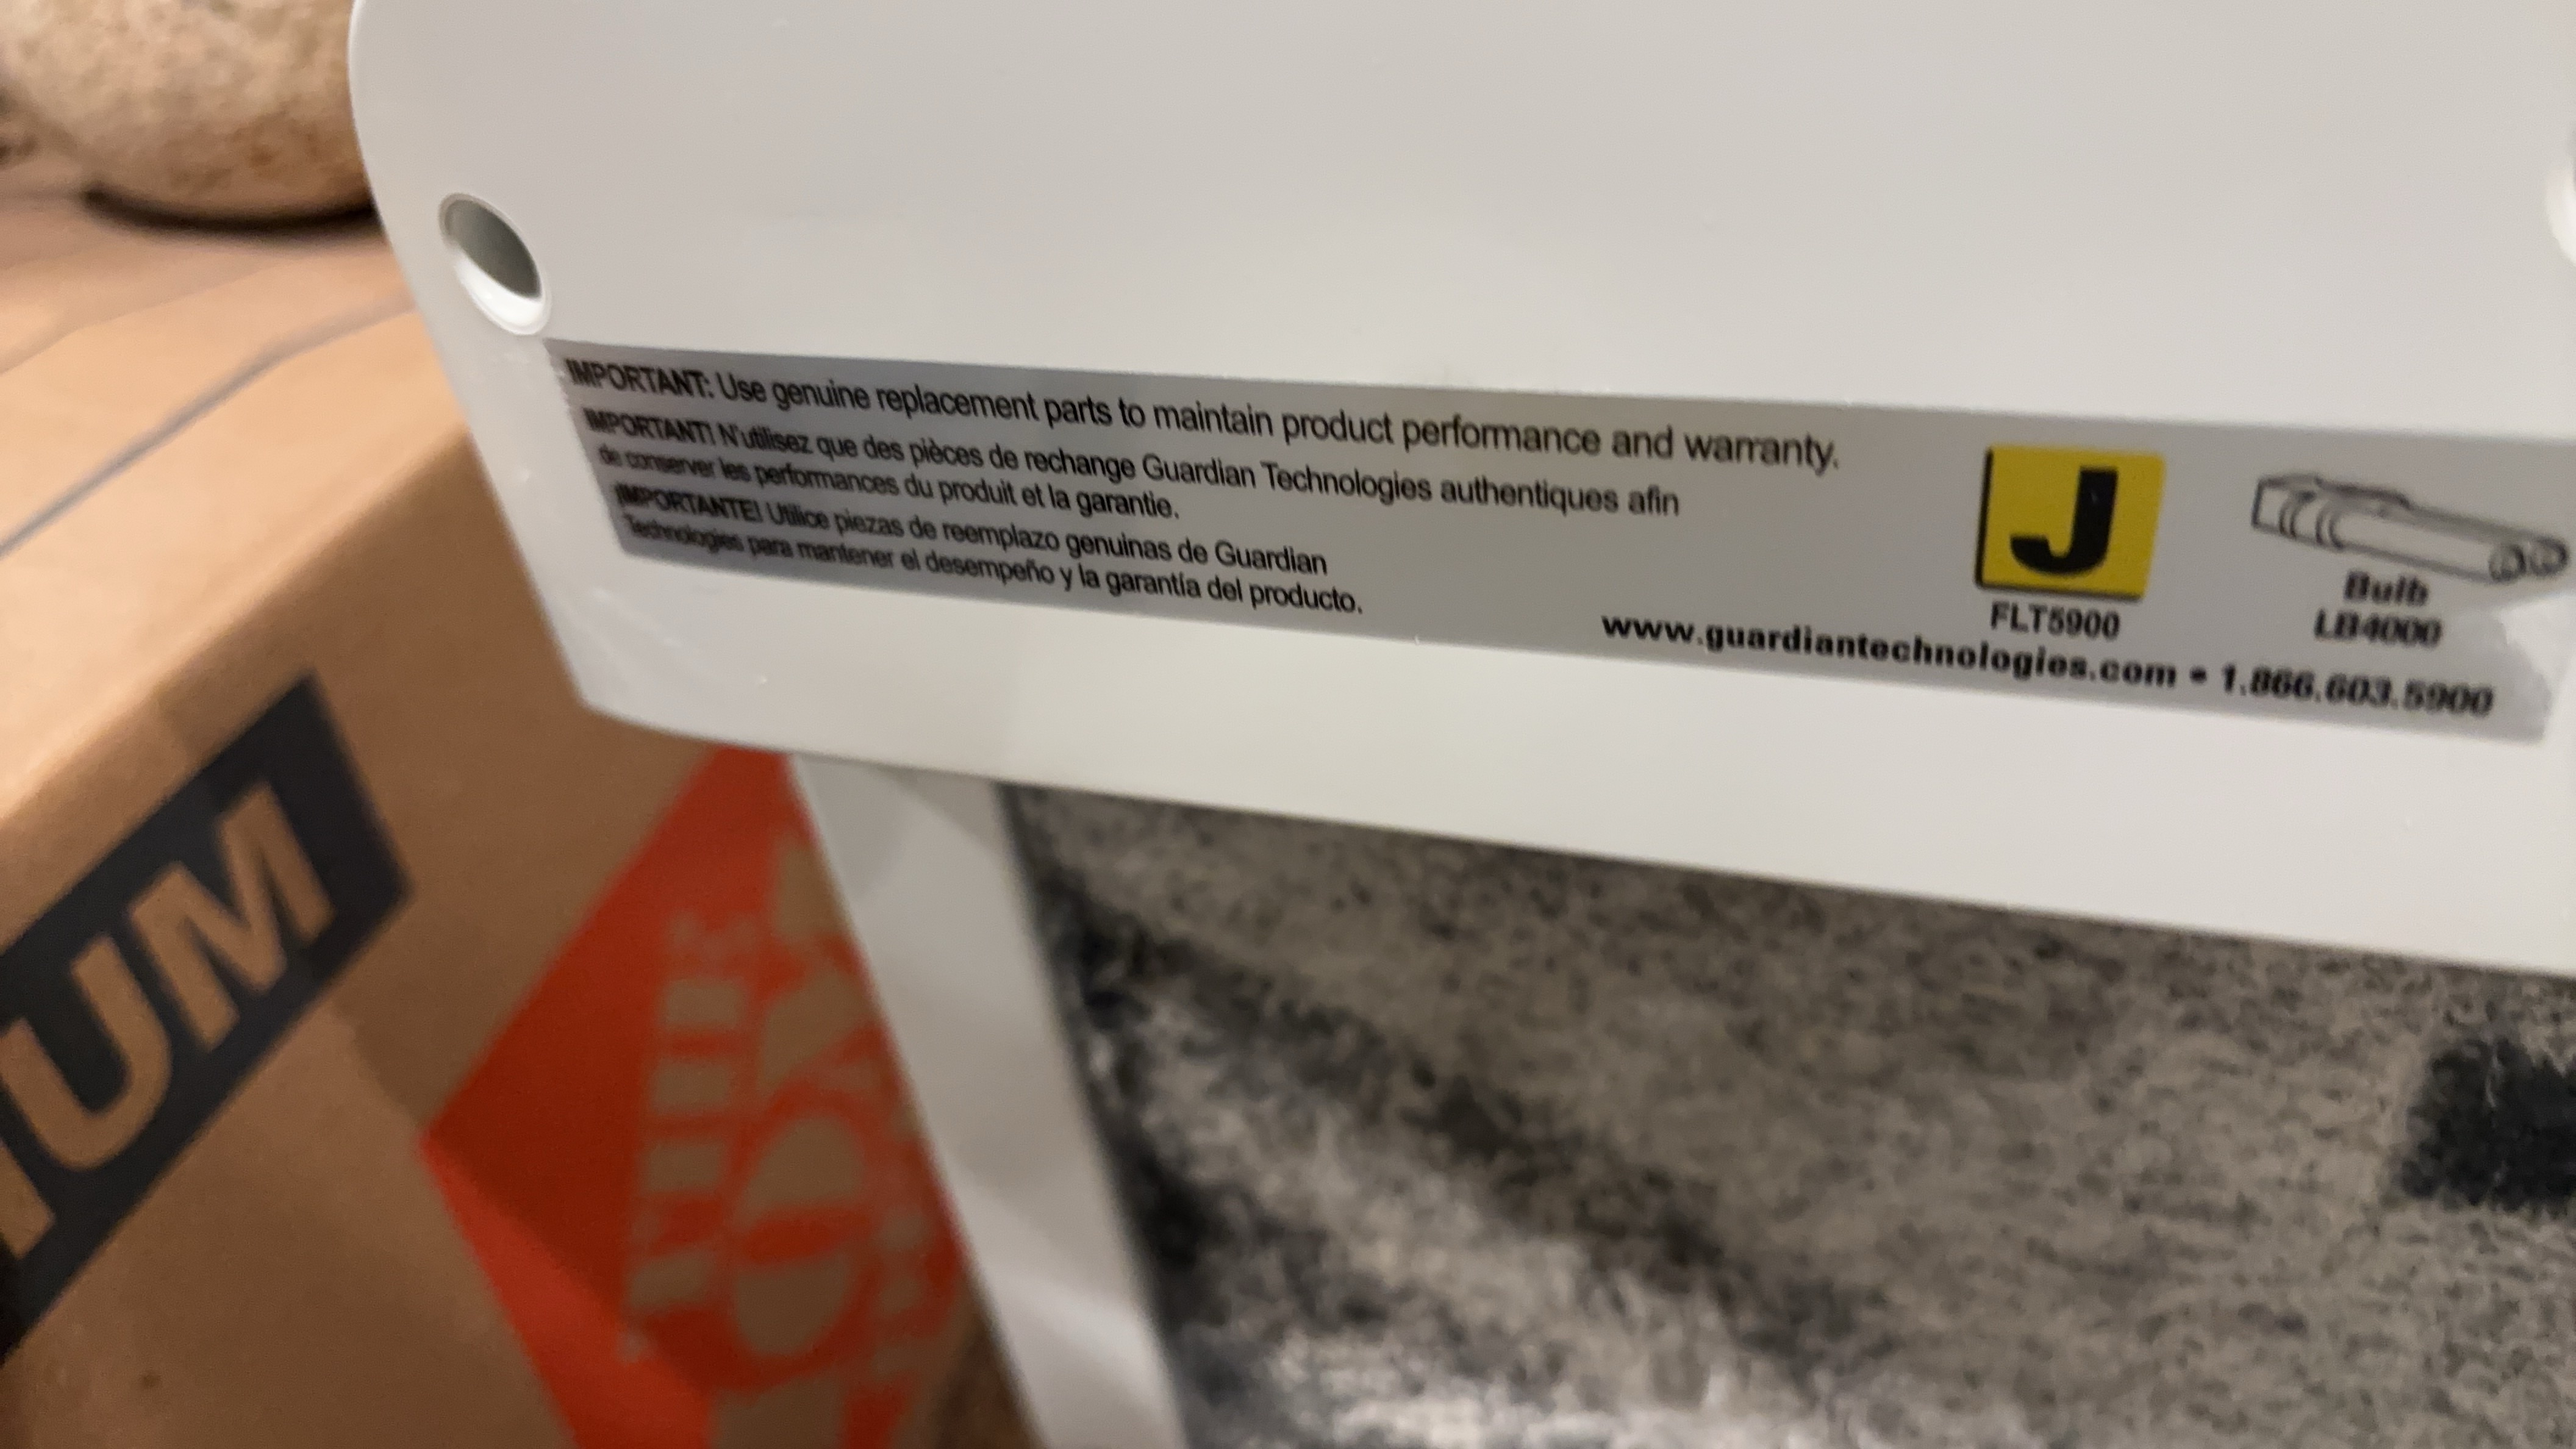 IMPORTANT: Use genuine replacement parts to maintain product performance and warranty.
IMPORTANT! N'utilisez que des pièces de rechange Guardian Technologies authentiques afin
de conserver les performances du produit et la garantie.
¡IMPORTANTE! Utilice piezas de reemplazo genuinas de Guardian
Technologies para mantener el desempeño y la garantía del producto.
J
FLT5900
Bulb
LB4000
www.guardiantechnologies.com • 1.866.603.5900
UM